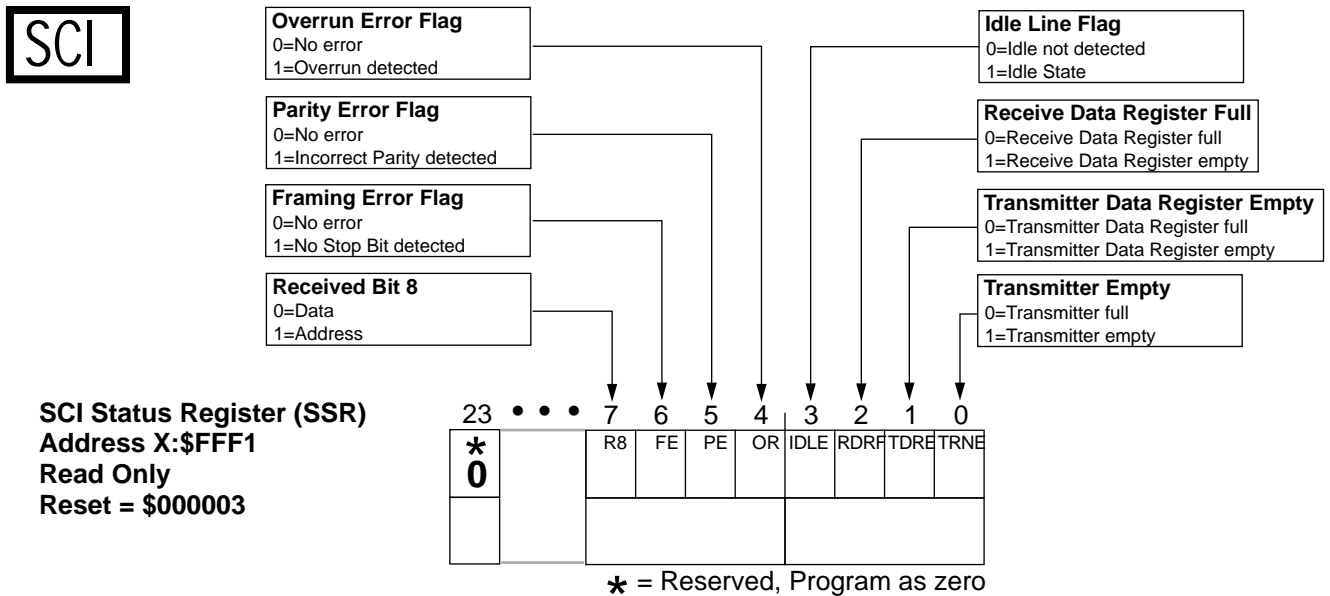 SCI
Overrun Error Flag
0=No error
1=Overrun detected
Parity Error Flag
0=No error
1=Incorrect Parity detected
Framing Error Flag
0=No error
1=No Stop Bit detected
Received Bit 8
0=Data
1=Address
Idle Line Flag
0=Idle not detected
1=Idle State
Receive Data Register Full
0=Receive Data Register full
1=Receive Data Register empty
Transmitter Data Register Empty
0=Transmitter Data Register full
1=Transmitter Data Register empty
Transmitter Empty
0=Transmitter full
1=Transmitter empty
SCI Status Register (SSR)
Address X:$FFF1
Read Only
Reset = $000003
23 • • • 7 6 5 4 3 2 1 0
* R8 FE PE OR IDLE RDRF TDRE TRNE
0
* = Reserved, Program as zero